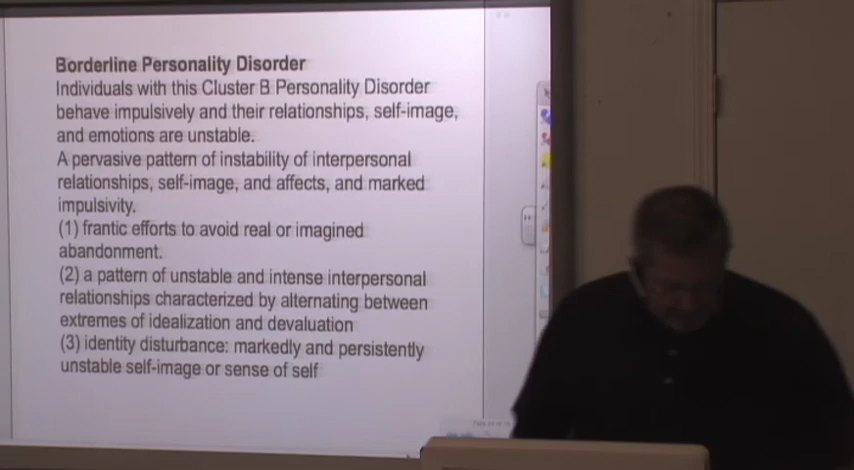 Borderline Personality Disorder
Individuals with this Cluster B Personality Disorder
behave impulsively and their relationships, self-image,
and emotions are unstable.
A pervasive pattern of instability of interpersonal
relationships, self-image, and affects, and marked
impulsivity.
(1) frantic efforts to avoid real or imagined
abandonment.
(2) a pattern of unstable and intense interpersonal
relationships characterized by alternating between
extremes of idealization and devaluation
(3) identity disturbance: markedly and persistently
unstable self-image or sense of self